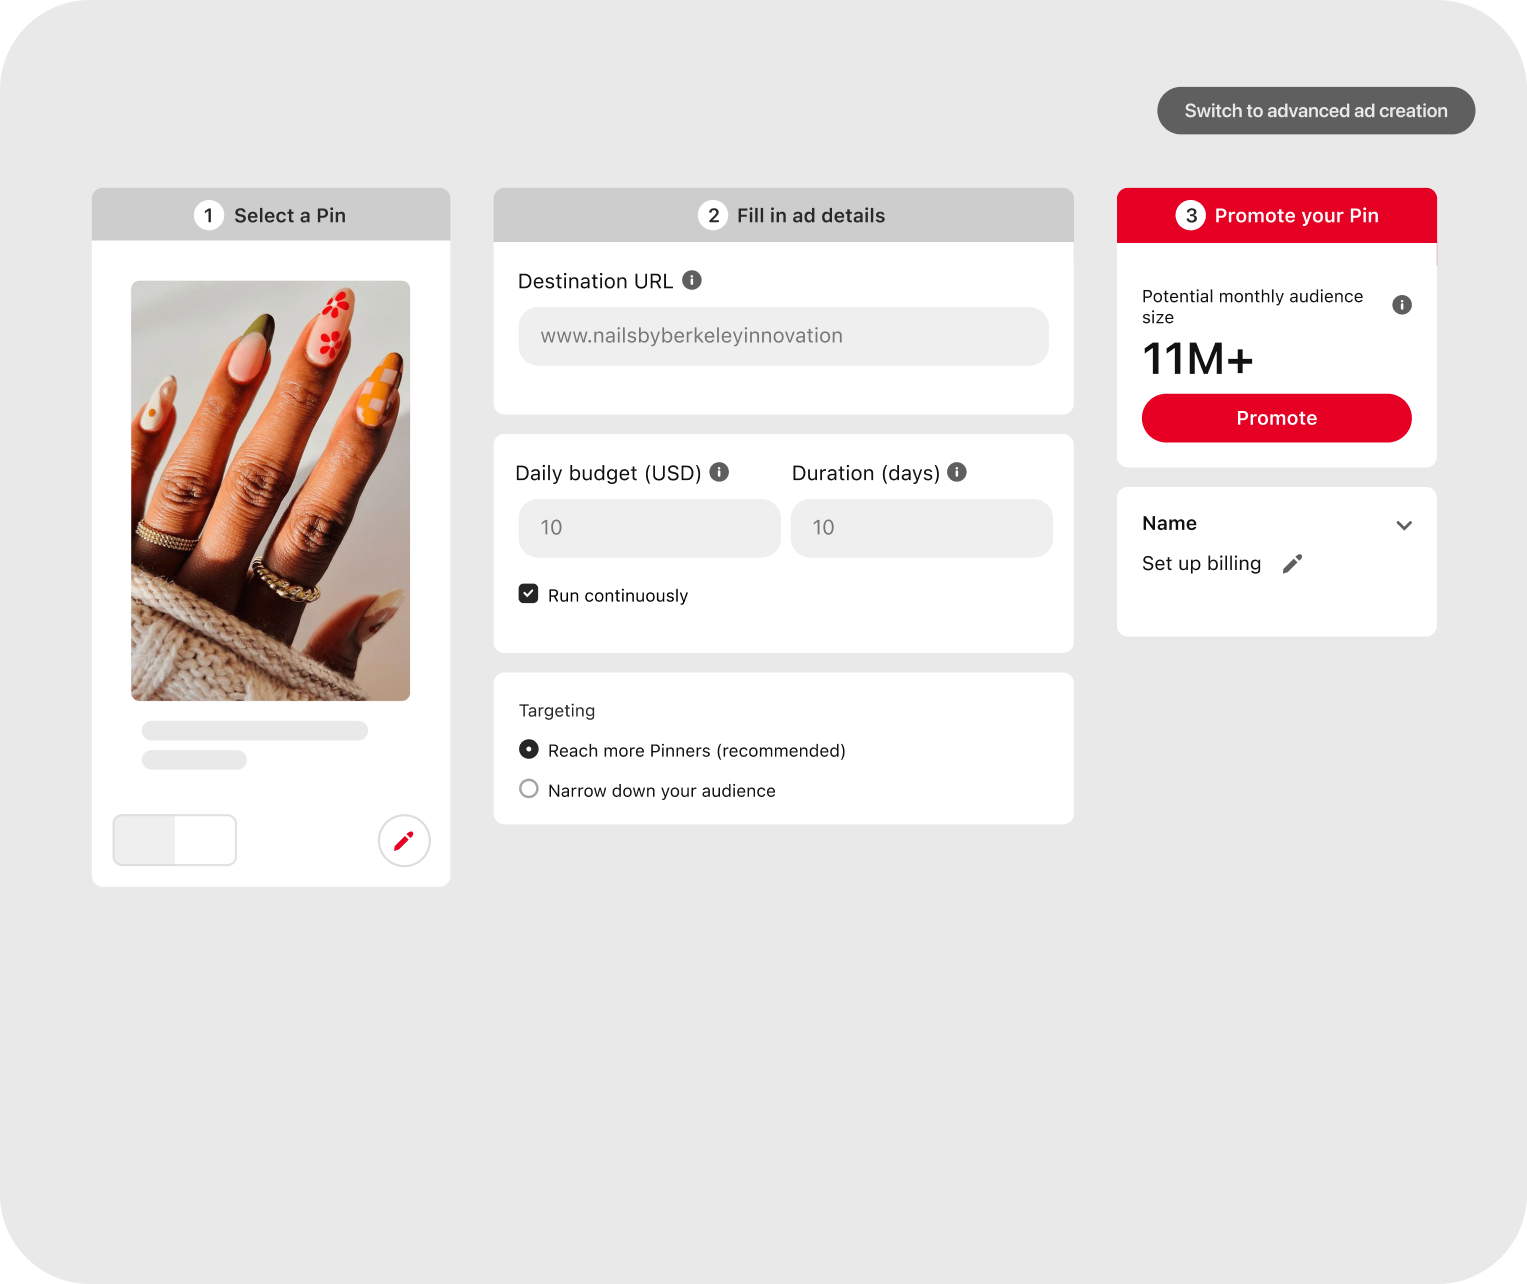 Switch to advanced ad creation
1 Select a Pin
2 Fill in ad details
Destination URL
www.nailsbyberkeleyinnovation
Daily budget (USD)
Duration (days)
10
10
Run continuously
Targeting
Reach more Pinners (recommended)
Narrow down your audience
3 Promote your Pin
Potential monthly audience
size
11M+
Promote
Name
Set up billing